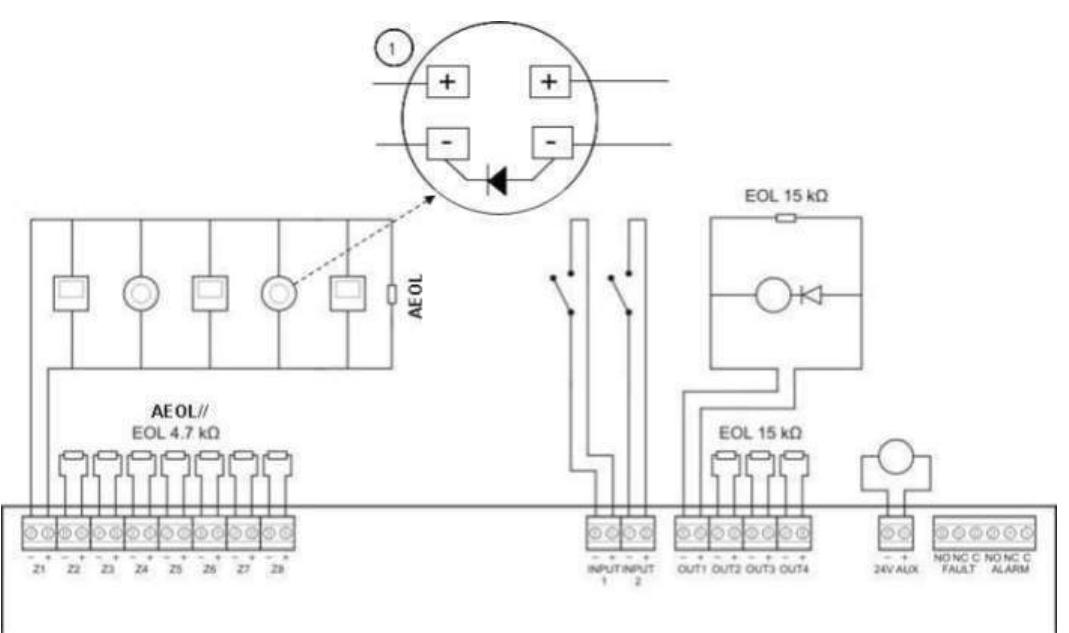 1
+ +
- -
EOL 15 kΩ
AEOL
AEOL//
EOL 4.7 kΩ
EOL 15 kΩ
- + - + - + - + - + - + - + - +
Z1 Z2 Z3 Z4 Z5 Z6 Z7 Z8
- + - +
INPUT INPUT
1 2
- + - + - + - +
OUT1 OUT2 OUT3 OUT4
- +
24V AUX
NO NC C NO NC C
FAULT ALARM